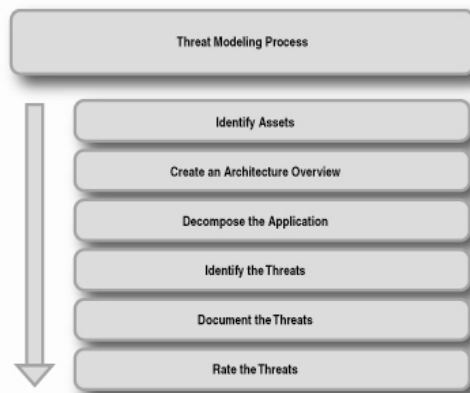 Threat Modeling Process
Identify Assets
Create an Architecture Overview
Decompose the Application
Identify the Threats
Document the Threats
Rate the Threats